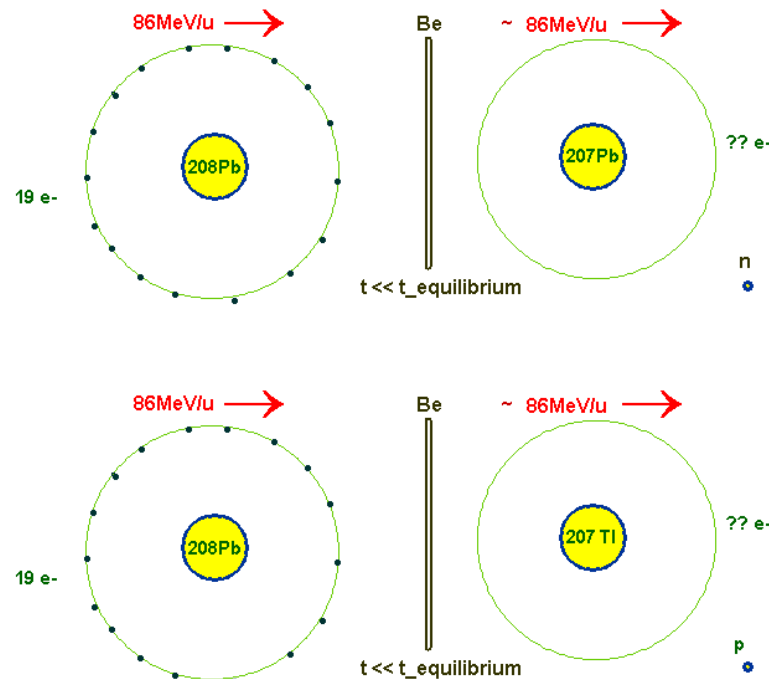 86MeV/u Be ~ 86MeV/u
208Pb 207Pb ?? e-
19 e-
n
t << t_equilibrium
86MeV/u Be ~ 86MeV/u
?? e-
208Pb 207 Tl
19 e-
p
t << t_equilibrium